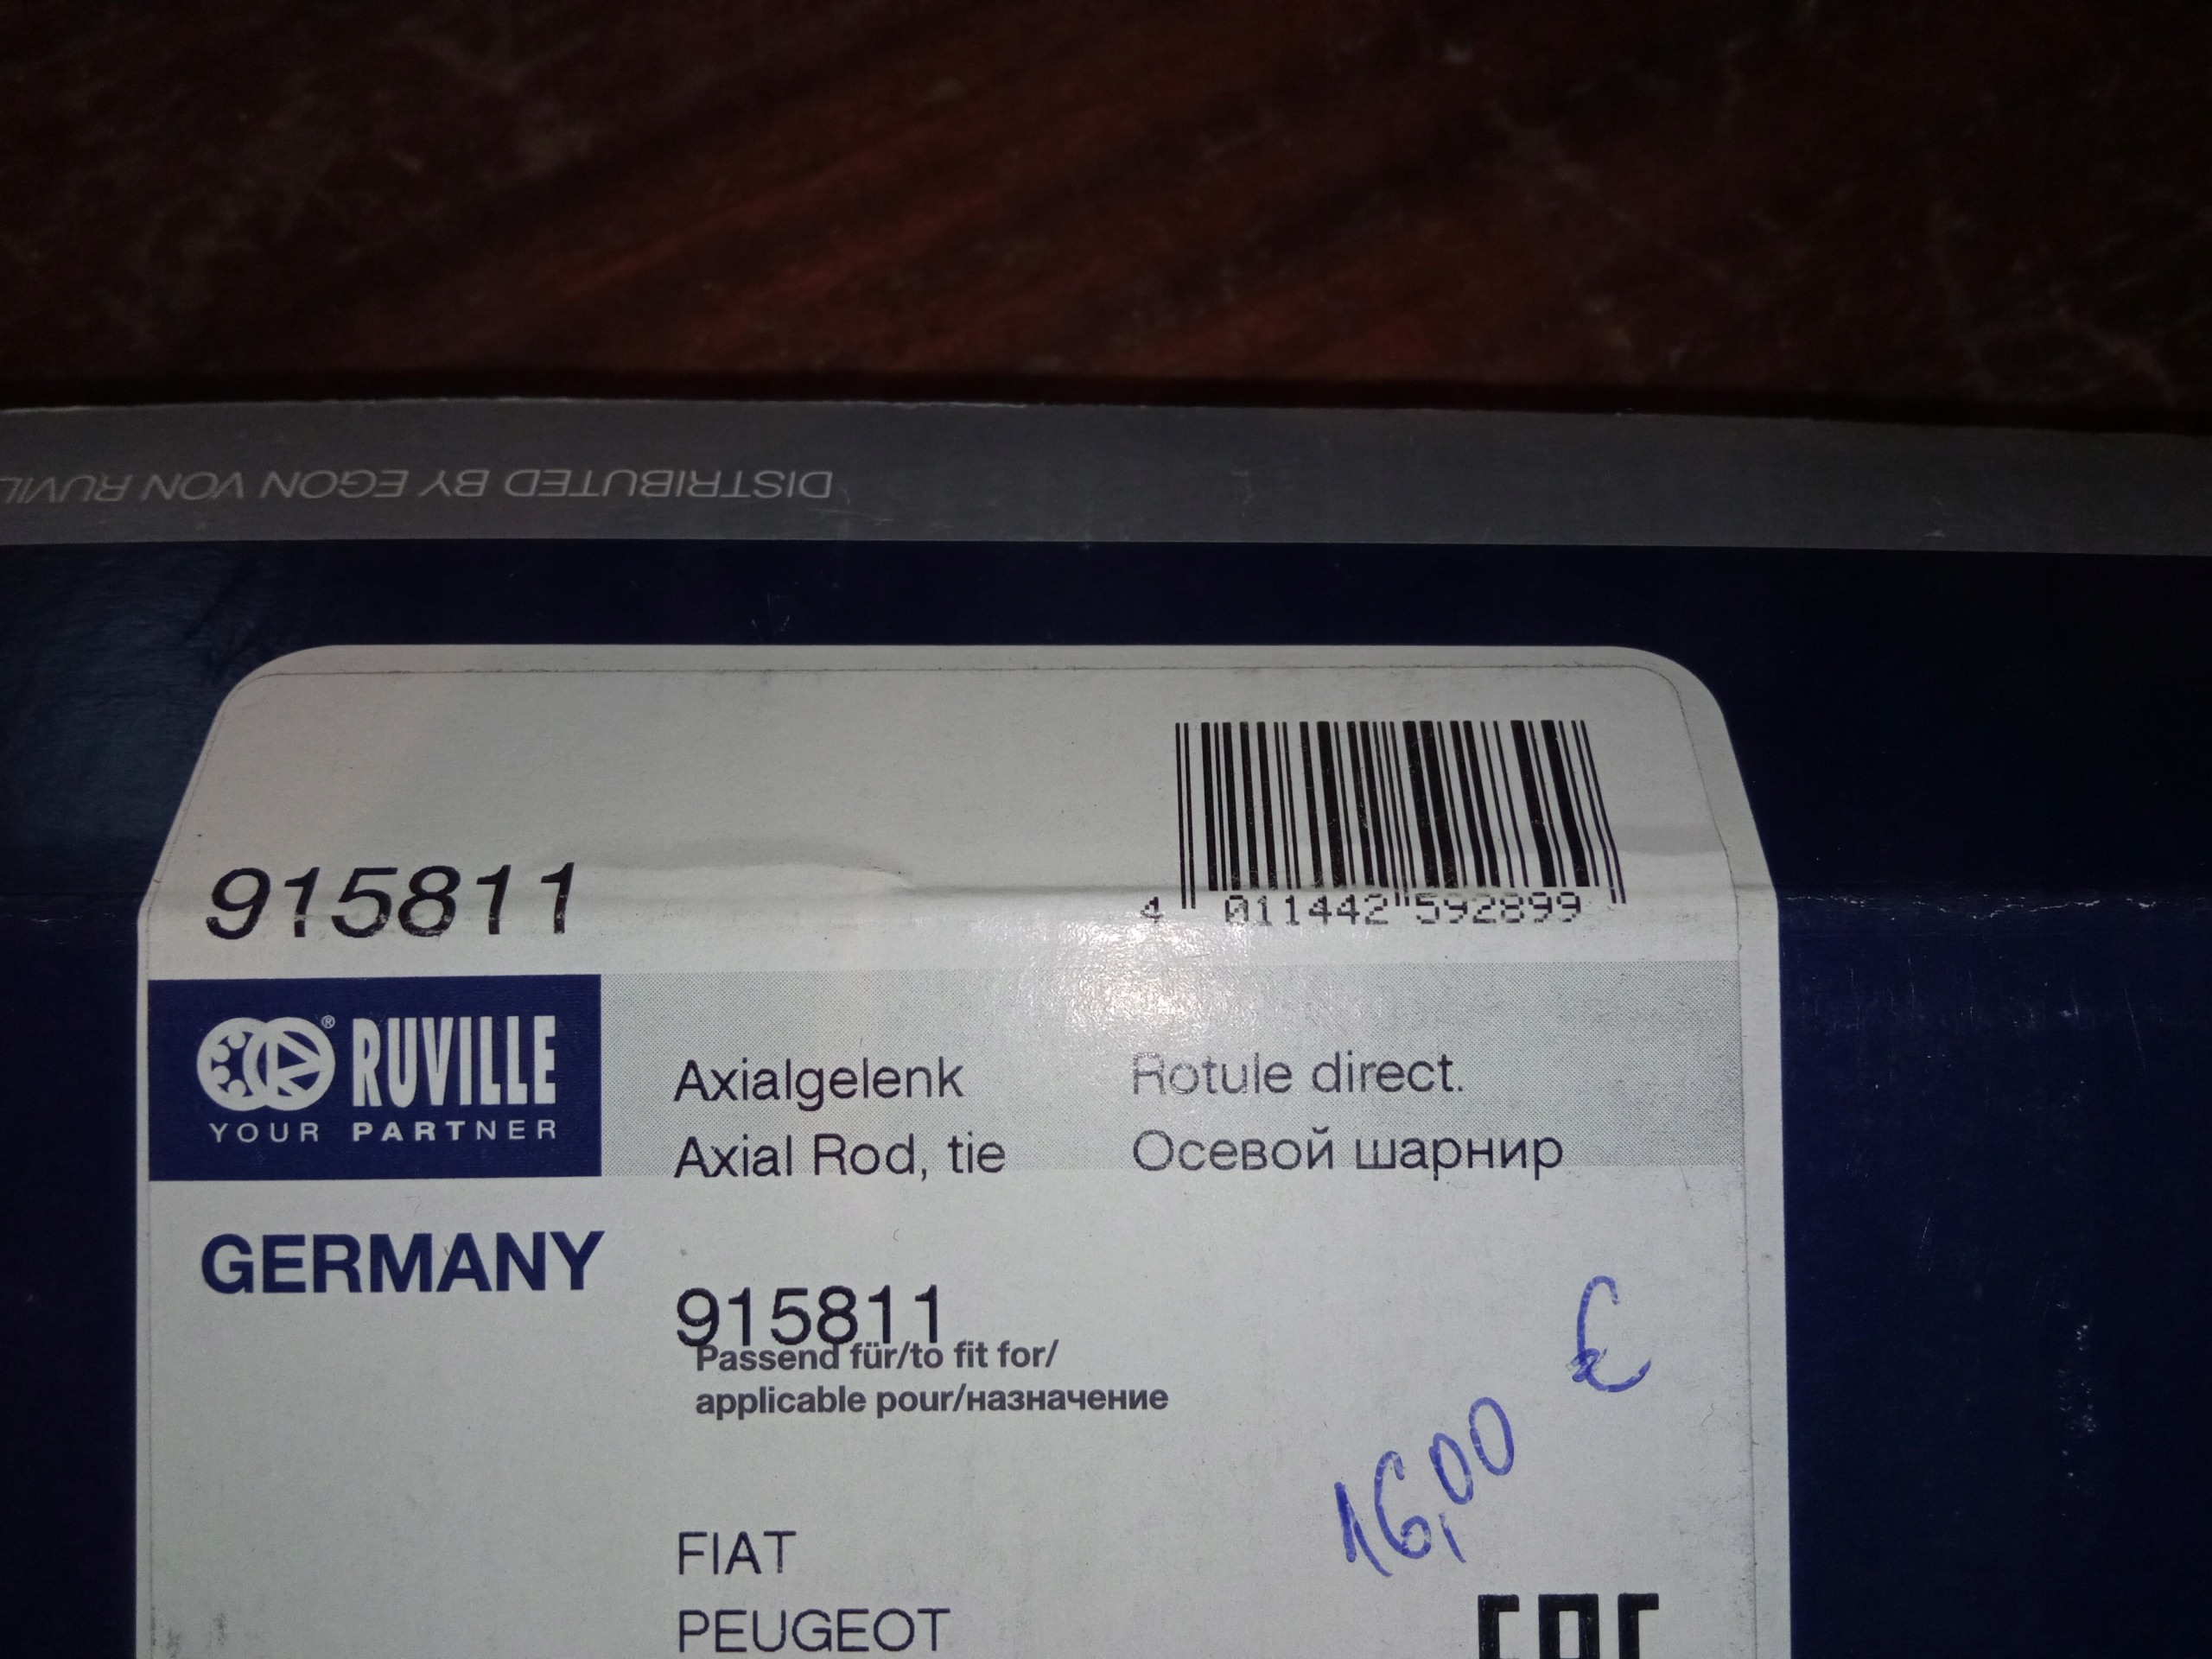 DISTRIBUTED BY EGON VON
915811
4 011442 592899
RUVILLE®
YOUR PARTNER
Axialgelenk
Rotule direct.
Axial Rod, tie
Осевой шарнир
GERMANY
915811
Passend für/to fit for/
applicable pour/назначение
€
16,00
FIAT
PEUGEOT
EAC